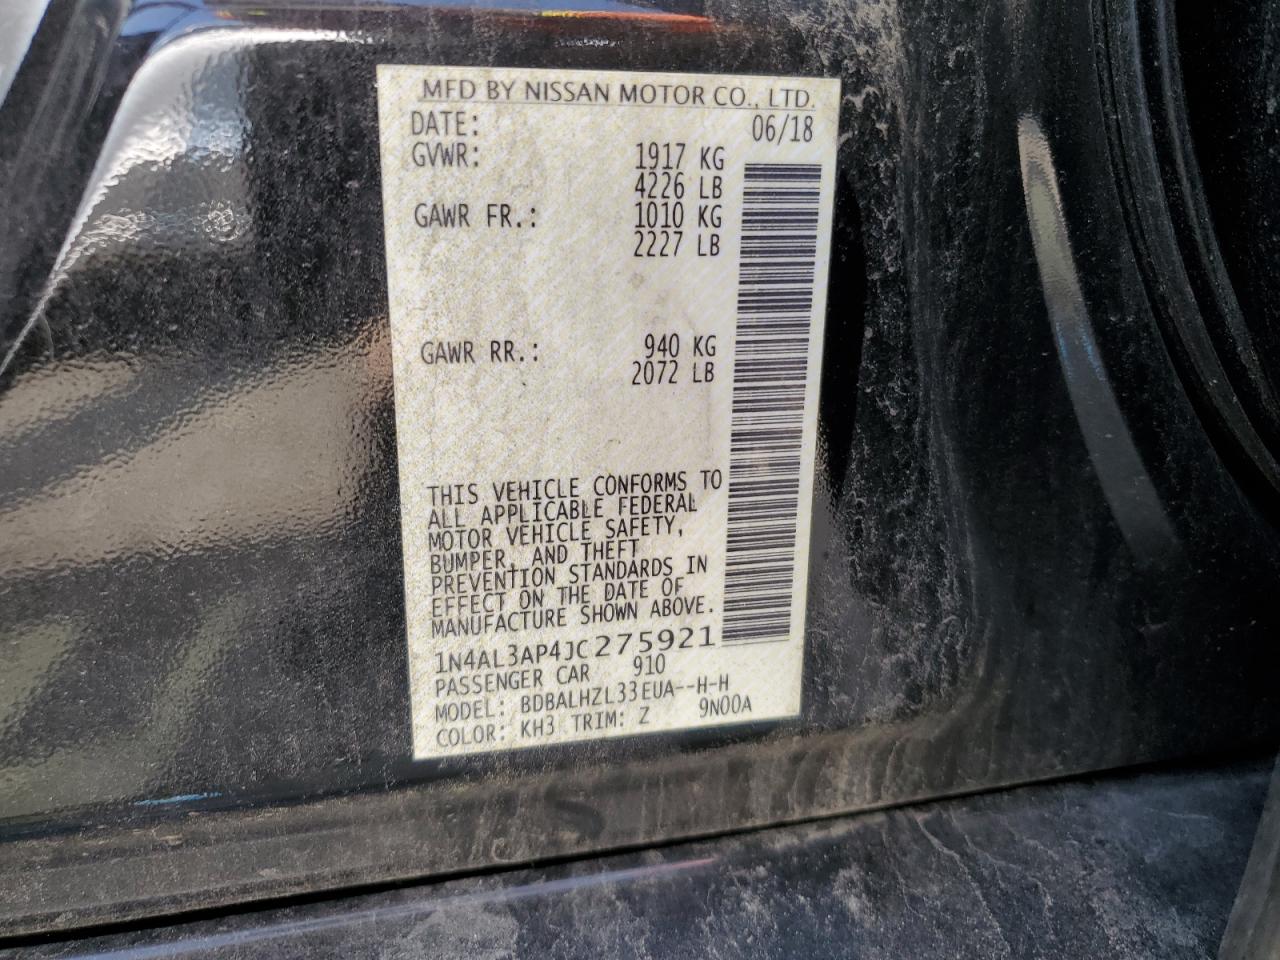 MFD BY NISSAN MOTOR CO., LTD.
DATE: 06/18
GVWR: 1917 KG
4226 LB
GAWR FR.: 1010 KG
2227 LB
GAWR RR.: 940 KG
2072 LB
THIS VEHICLE CONFORMS TO
ALL APPLICABLE FEDERAL
MOTOR VEHICLE SAFETY,
BUMPER, AND THEFT
PREVENTION STANDARDS IN
EFFECT ON THE DATE OF
MANUFACTURE SHOWN ABOVE.
1N4AL3AP4JC275921
PASSENGER CAR 910
MODEL: BDBALHZL33EUA--H-H
COLOR: KH3 TRIM: Z 9N00A